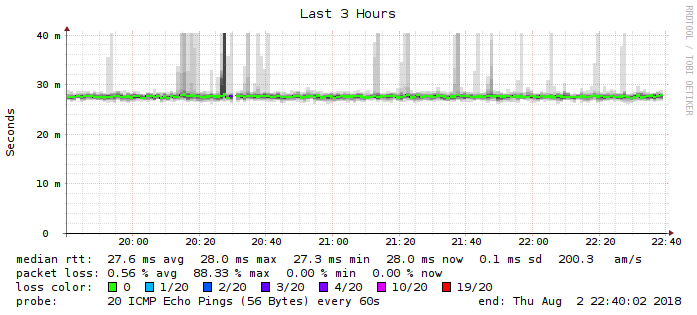 Last 3 Hours
RRDTOOL / TOBI OETIKER
Seconds
40 m
30 m
20 m
10 m
0
20:00 20:20 20:40 21:00 21:20 21:40 22:00 22:20 22:40
median rtt: 27.6 ms avg 28.0 ms max 27.3 ms min 28.0 ms now 0.1 ms sd 200.3 am/s
packet loss: 0.56 % avg 88.33 % max 0.00 % min 0.00 % now
loss color: 0 1/20 2/20 3/20 4/20 10/20 19/20
probe: 20 ICMP Echo Pings (56 Bytes) every 60s end: Thu Aug 2 22:40:02 2018